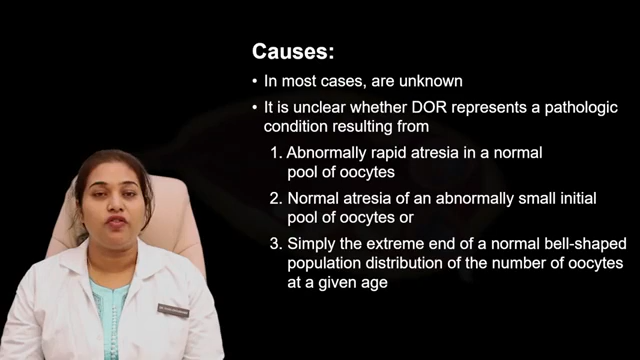 Causes:
• In most cases, are unknown
• It is unclear whether DOR represents a pathologic
condition resulting from
1. Abnormally rapid atresia in a normal
pool of oocytes
2. Normal atresia of an abnormally small initial
pool of oocytes or
3. Simply the extreme end of a normal bell-shaped
population distribution of the number of oocytes
at a given age